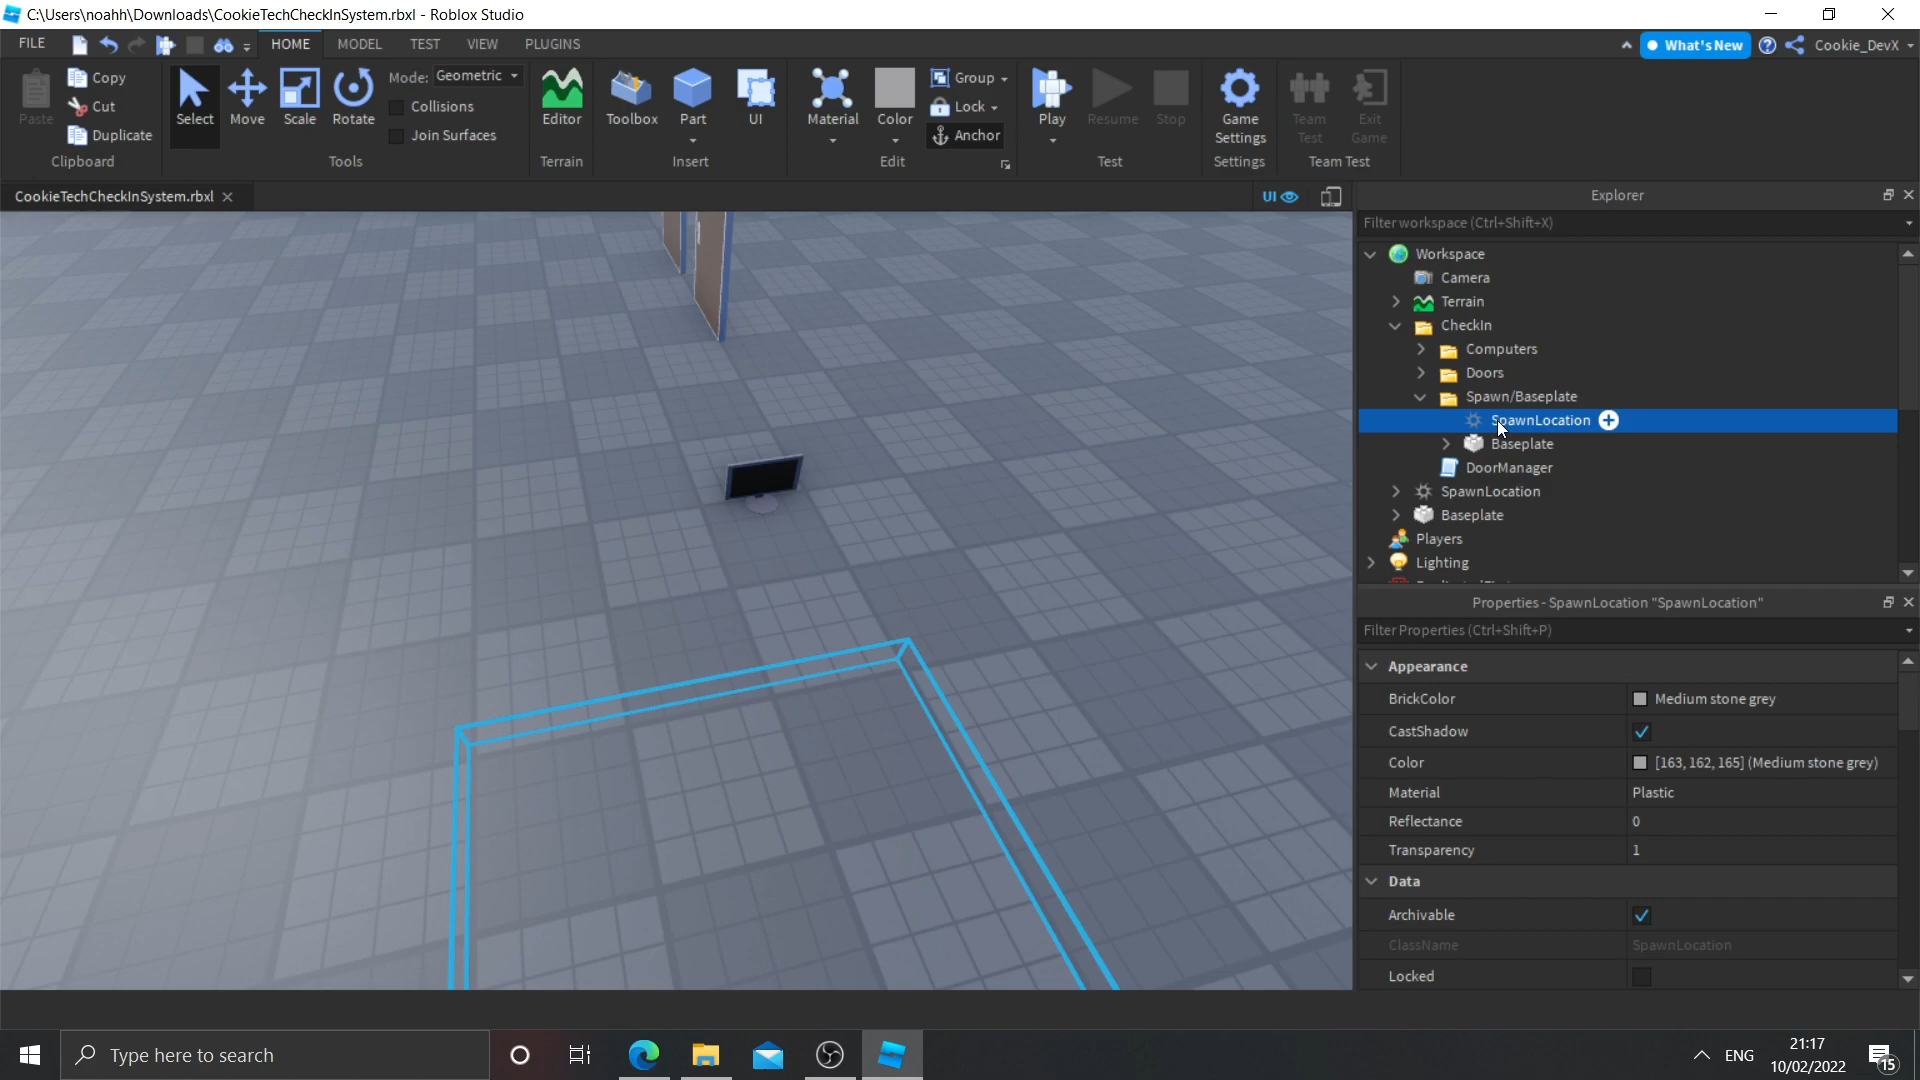 C:\Users\noahh\Downloads\CookieTechCheckInSystem.rbxl - Roblox Studio
FILE HOME MODEL TEST VIEW PLUGINS What's New Cookie_DevX
Paste Copy Cut Duplicate Clipboard
Select Move Scale Rotate Mode: Geometric Collisions Join Surfaces Tools
Editor Terrain
Toolbox Part UI Insert
Material Color Group Lock Anchor Edit
Play Resume Stop Test
Game Settings Settings
Team Test Exit Game Team Test
CookieTechCheckInSystem.rbxl UI
Explorer
Filter workspace (Ctrl+Shift+X)
Workspace
Camera
Terrain
CheckIn
Computers
Doors
Spawn/Baseplate
SpawnLocation
Baseplate
DoorManager
SpawnLocation
Baseplate
Players
Lighting
Properties - SpawnLocation "SpawnLocation"
Filter Properties (Ctrl+Shift+P)
Appearance
BrickColor Medium stone grey
CastShadow
Color [163, 162, 165] (Medium stone grey)
Material Plastic
Reflectance 0
Transparency 1
Data
Archivable
ClassName SpawnLocation
Locked
Type here to search
ENG
21:17
10/02/2022
15